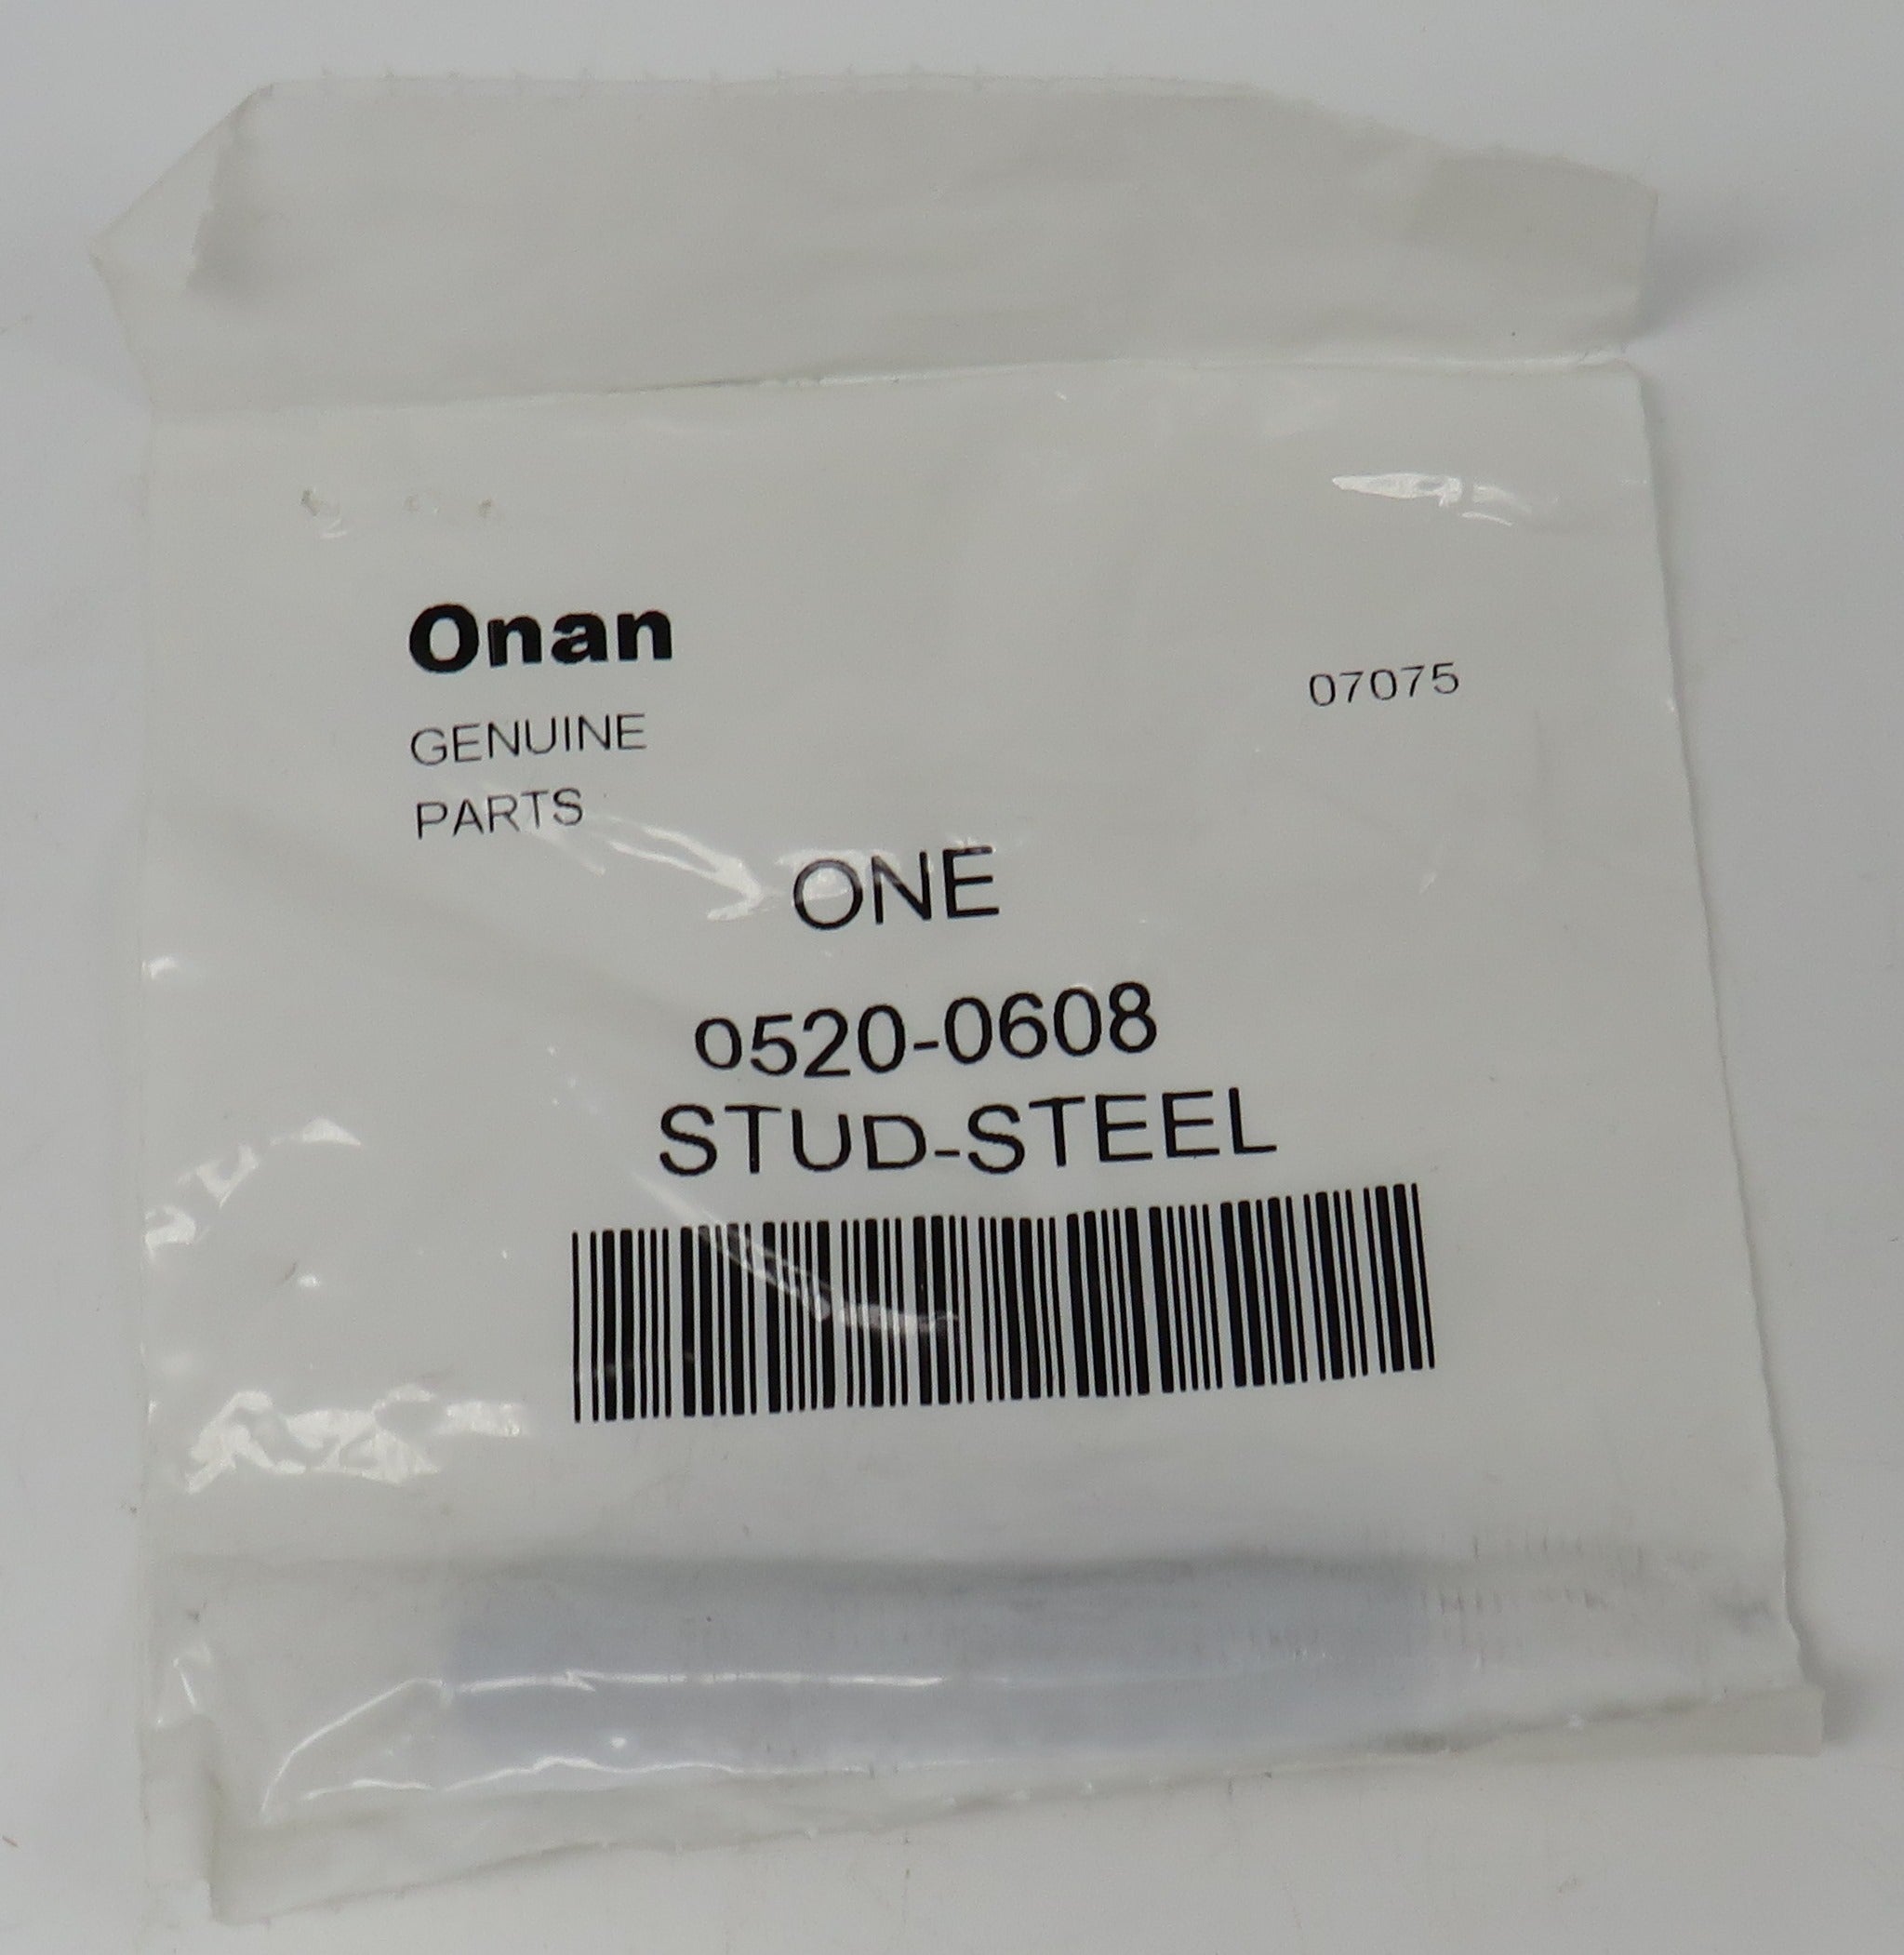 Onan
GENUINE
PARTS
07075
ONE
0520-0608
STUD-STEEL